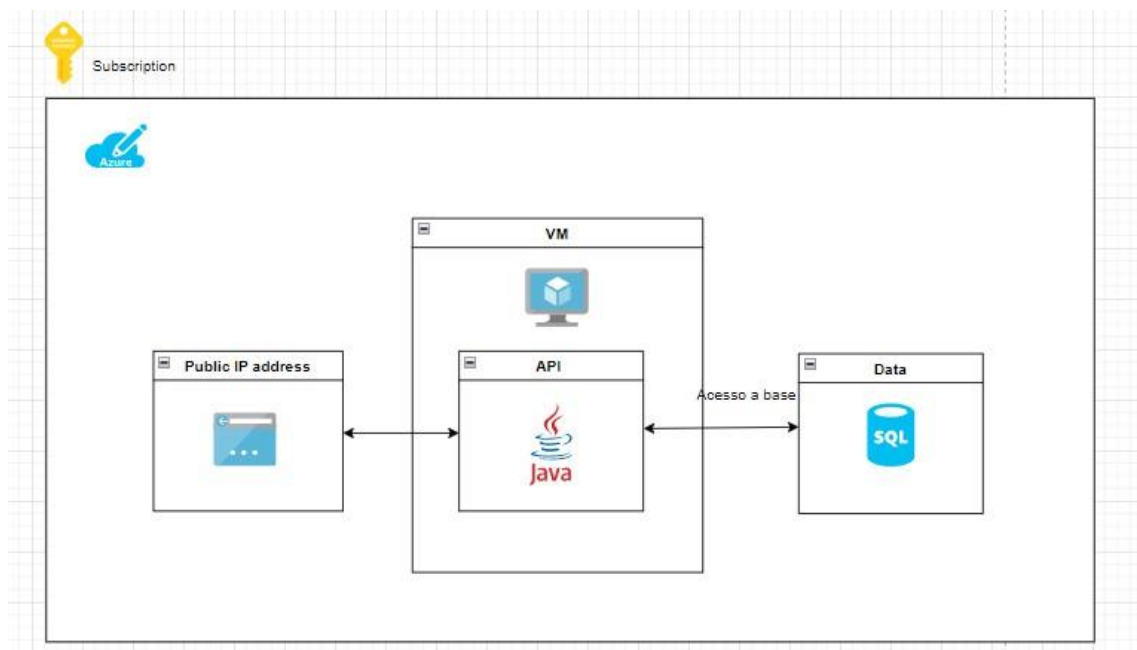 Subscription
Azure
VM
Public IP address
API
Acesso a base
Data
SQL
Java